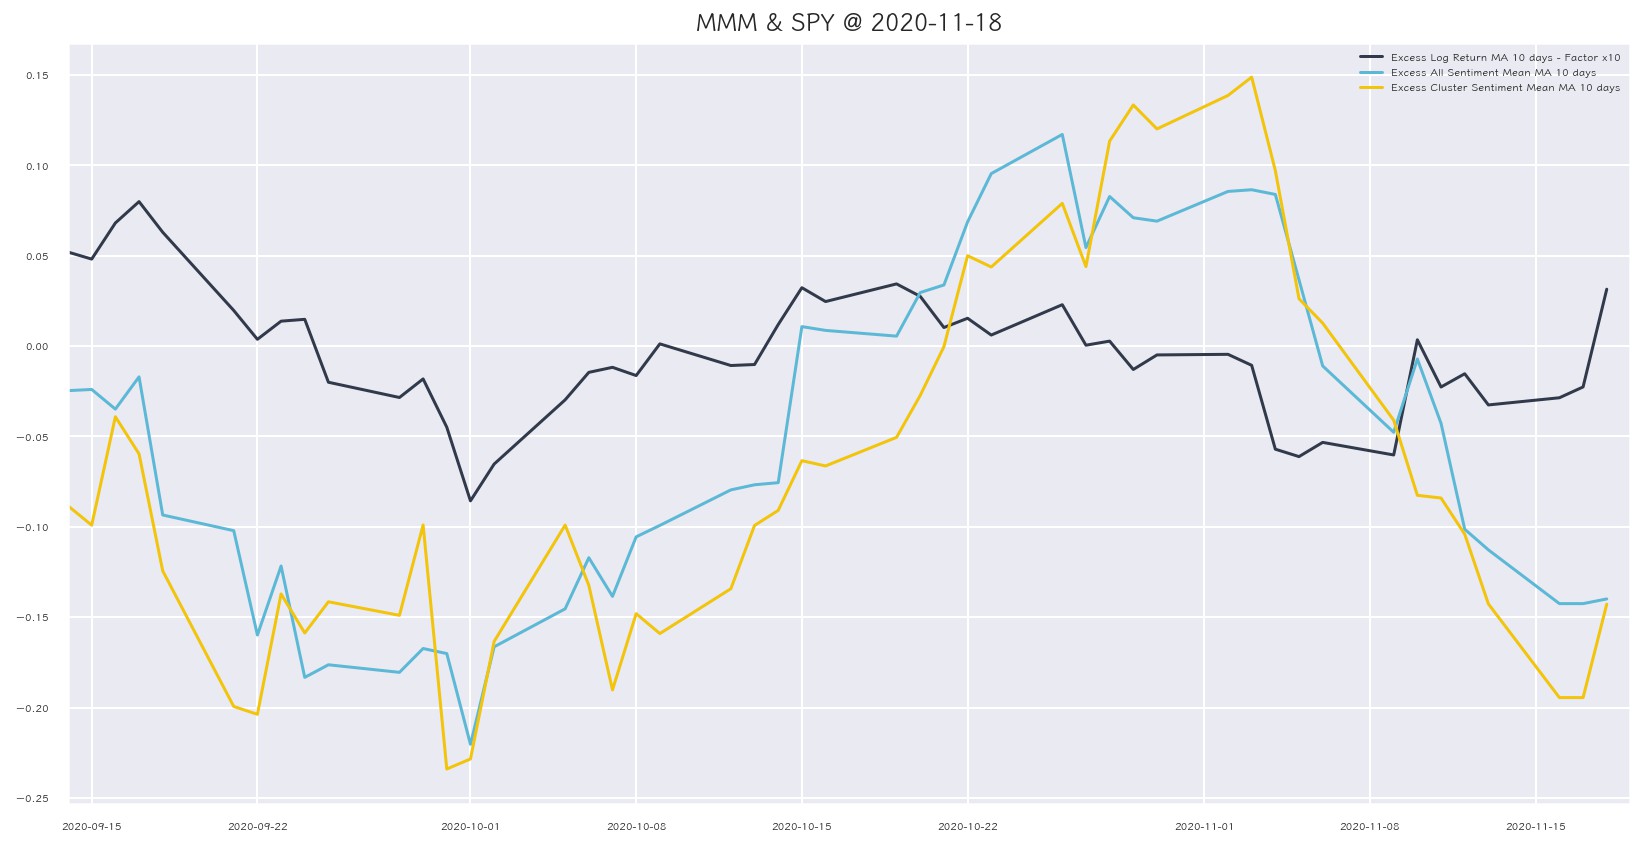 MMM & SPY @ 2020-11-18
Excess Log Return MA 10 days - Factor x10
Excess All Sentiment Mean MA 10 days
Excess Cluster Sentiment Mean MA 10 days
0.15
0.10
0.05
0.00
−0.05
−0.10
−0.15
−0.20
−0.25
2020-09-15 2020-09-22 2020-10-01 2020-10-08 2020-10-15 2020-10-22 2020-11-01 2020-11-08 2020-11-15